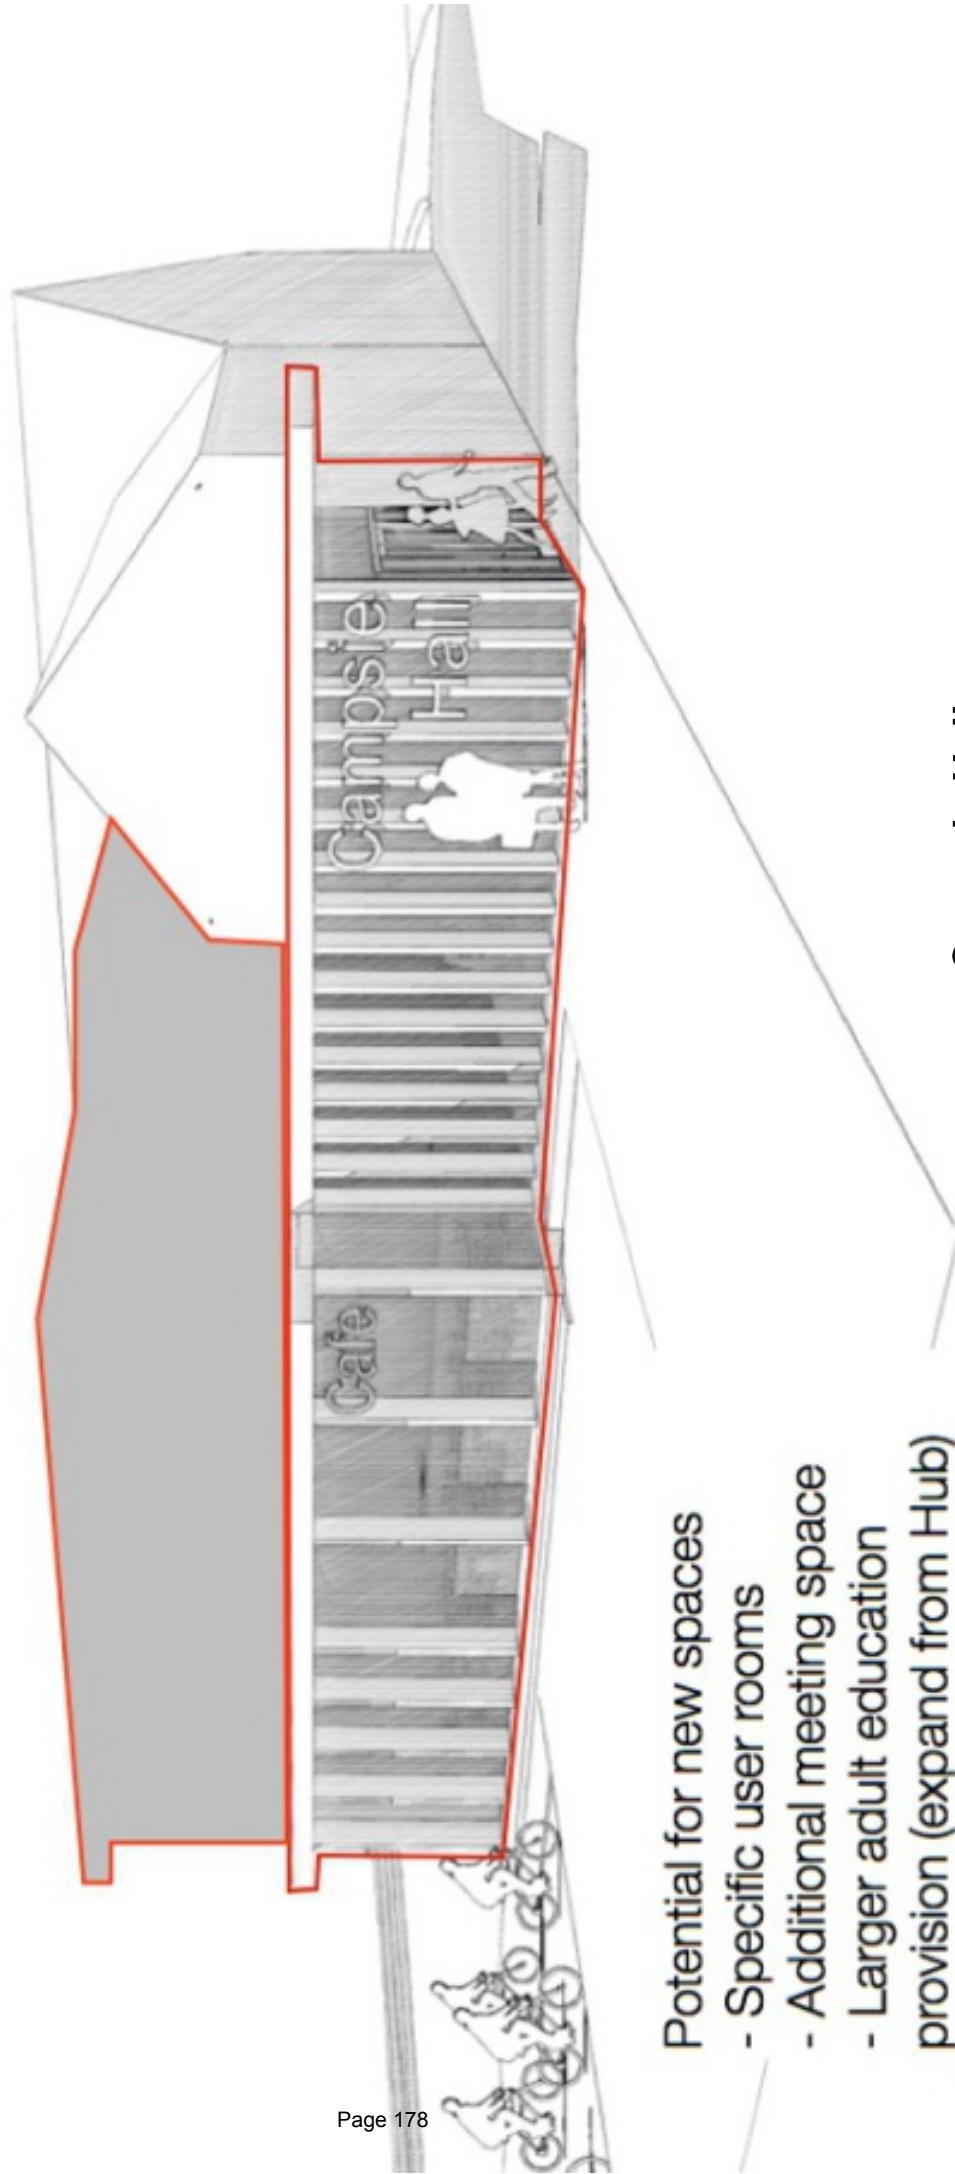 Campsie
Hall
Cafe
Potential for new spaces
- Specific user rooms
- Additional meeting space
- Larger adult education
provision (expand from Hub)
Page 178